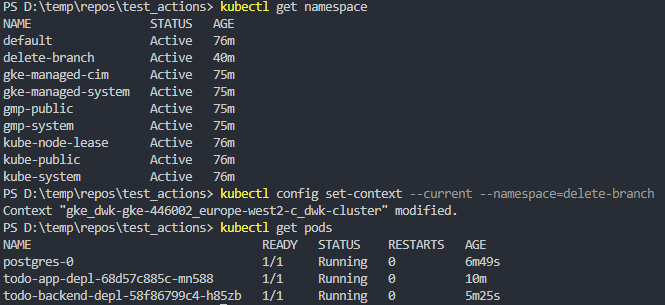 PS D:\temp\repos\test_actions> kubectl get namespace
NAME STATUS AGE
default Active 76m
delete-branch Active 40m
gke-managed-cim Active 75m
gke-managed-system Active 75m
gmp-public Active 75m
gmp-system Active 75m
kube-node-lease Active 76m
kube-public Active 76m
kube-system Active 76m
PS D:\temp\repos\test_actions> kubectl config set-context --current --namespace=delete-branch
Context "gke_dwk-gke-446002_europe-west2-c_dwk-cluster" modified.
PS D:\temp\repos\test_actions> kubectl get pods
NAME READY STATUS RESTARTS AGE
postgres-0 1/1 Running 0 6m49s
todo-app-depl-68d57c885c-mn588 1/1 Running 0 10m
todo-backend-depl-58f86799c4-h85zb 1/1 Running 0 5m25s